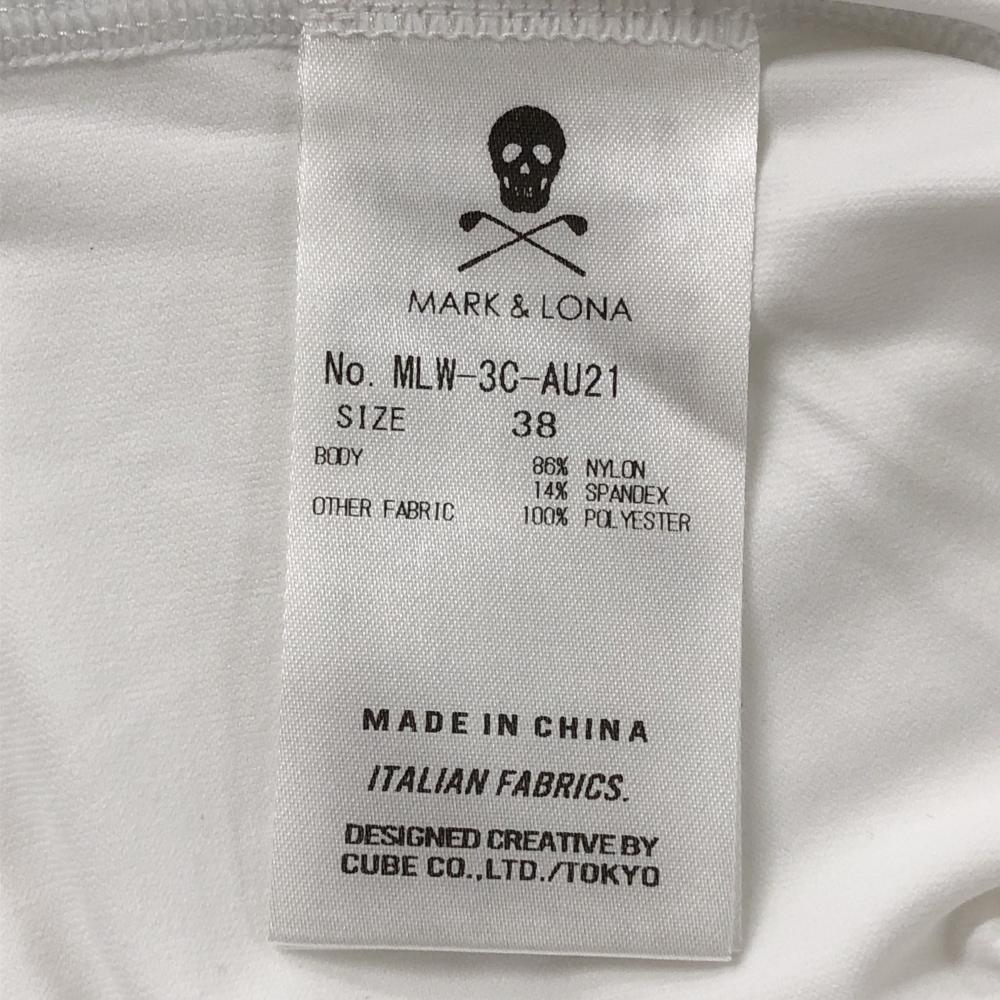 MARK & LONA
No. MLW-3C-AU21
SIZE 38
BODY 86% NYLON
14% SPANDEX
OTHER FABRIC 100% POLYESTER
MADE IN CHINA
ITALIAN FABRICS.
DESIGNED CREATIVE BY
CUBE CO.,LTD./TOKYO